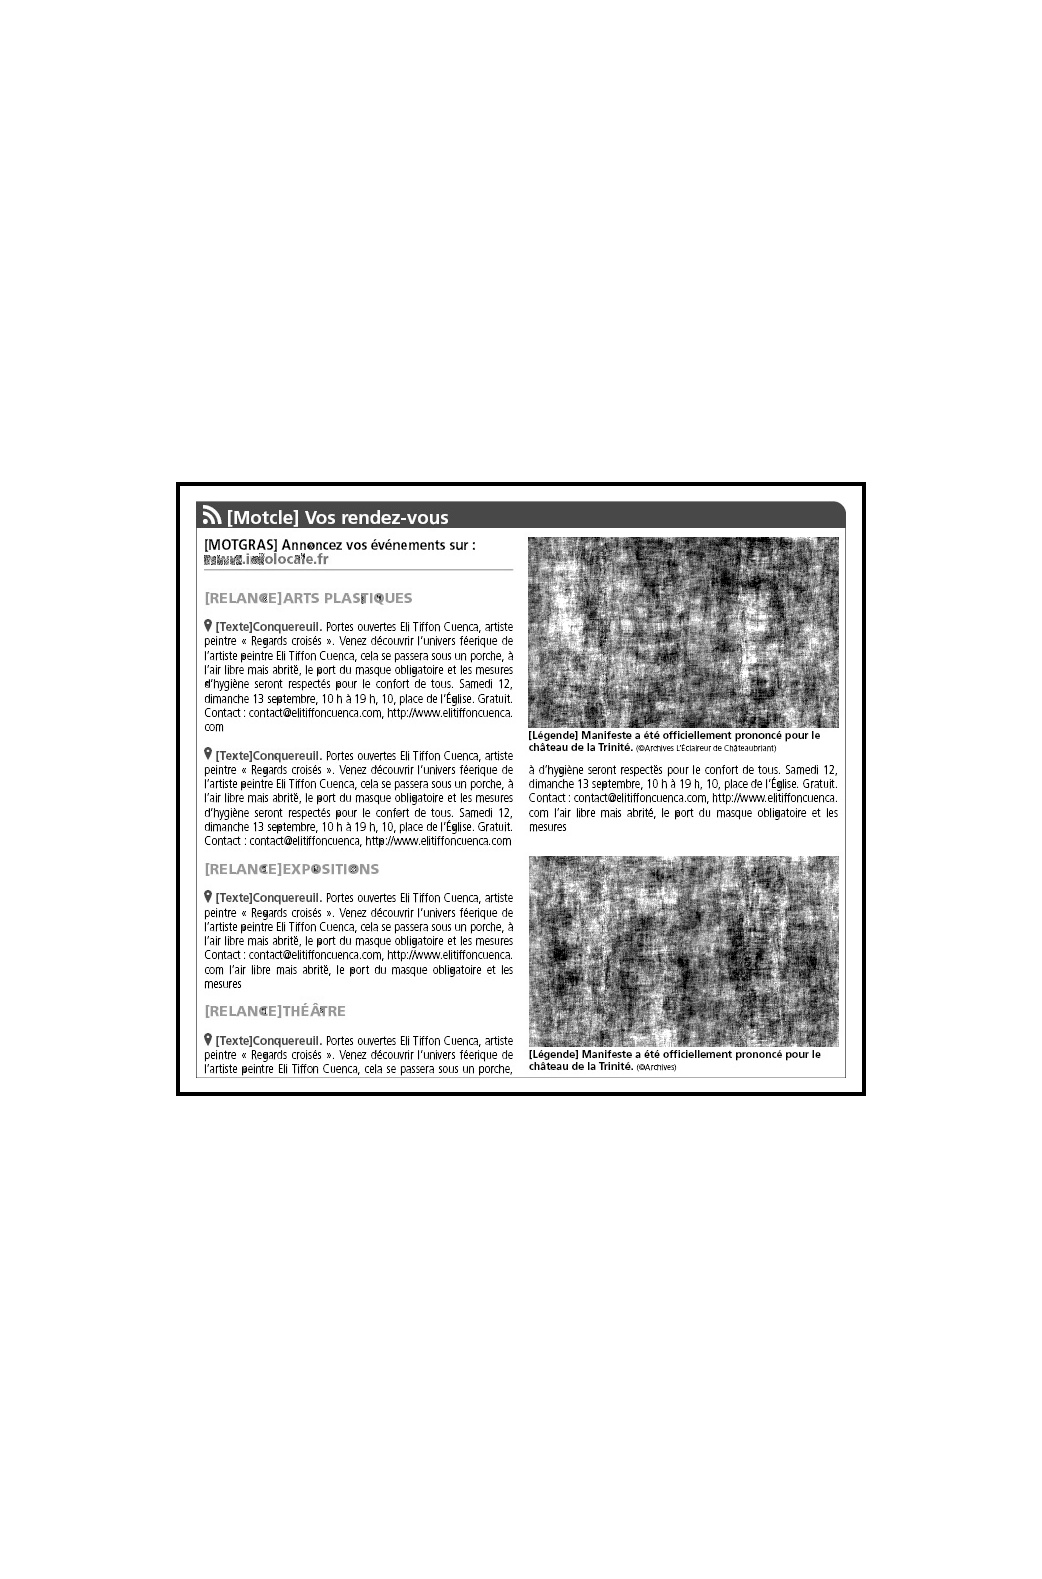 [Motcle] Vos rendez-vous
[MOTGRAS] Annoncez vos événements sur :
[RELANCE]ARTS PLASTIQUES
[Texte]Conquereuil. Portes ouvertes Eli Tiffon Cuenca, artiste
peintre « Regards croisés ». Venez découvrir l'univers féerique de
l'artiste peintre Eli Tiffon Cuenca, cela se passera sous un porche, à
l'air libre mais abrité, le port du masque obligatoire et les mesures
d'hygiène seront respectés pour le confort de tous. Samedi 12,
dimanche 13 septembre, 10 h à 19 h, 10, place de l'Église. Gratuit.
Contact : contact@elitiffoncuenca.com, http://www.elitiffoncuenca.
com
[Texte]Conquereuil. Portes ouvertes Eli Tiffon Cuenca, artiste
peintre « Regards croisés ». Venez découvrir l'univers féerique de
l'artiste peintre Eli Tiffon Cuenca, cela se passera sous un porche, à
l'air libre mais abrité, le port du masque obligatoire et les mesures
d'hygiène seront respectés pour le confort de tous. Samedi 12,
dimanche 13 septembre, 10 h à 19 h, 10, place de l'Église. Gratuit.
Contact : contact@elitiffoncuenca, http://www.elitiffoncuenca.com
[RELANCE]EXPOSITIONS
[Texte]Conquereuil. Portes ouvertes Eli Tiffon Cuenca, artiste
peintre « Regards croisés ». Venez découvrir l'univers féerique de
l'artiste peintre Eli Tiffon Cuenca, cela se passera sous un porche, à
l'air libre mais abrité, le port du masque obligatoire et les mesures
Contact : contact@elitiffoncuenca.com, http://www.elitiffoncuenca.
com l'air libre mais abrité, le port du masque obligatoire et les
mesures
[RELANCE]THÉÂTRE
[Texte]Conquereuil. Portes ouvertes Eli Tiffon Cuenca, artiste
peintre « Regards croisés ». Venez découvrir l'univers féerique de
l'artiste peintre Eli Tiffon Cuenca, cela se passera sous un porche,
[Légende] Manifeste a été officiellement prononcé pour le
château de la Trinité. (©Archives L'Éclaireur de Châteaubriant)
à d'hygiène seront respectés pour le confort de tous. Samedi 12,
dimanche 13 septembre, 10 h à 19 h, 10, place de l'Église. Gratuit.
Contact : contact@elitiffoncuenca.com, http://www.elitiffoncuenca.
com l'air libre mais abrité, le port du masque obligatoire et les
mesures
[Légende] Manifeste a été officiellement prononcé pour le
château de la Trinité. (©Archives)